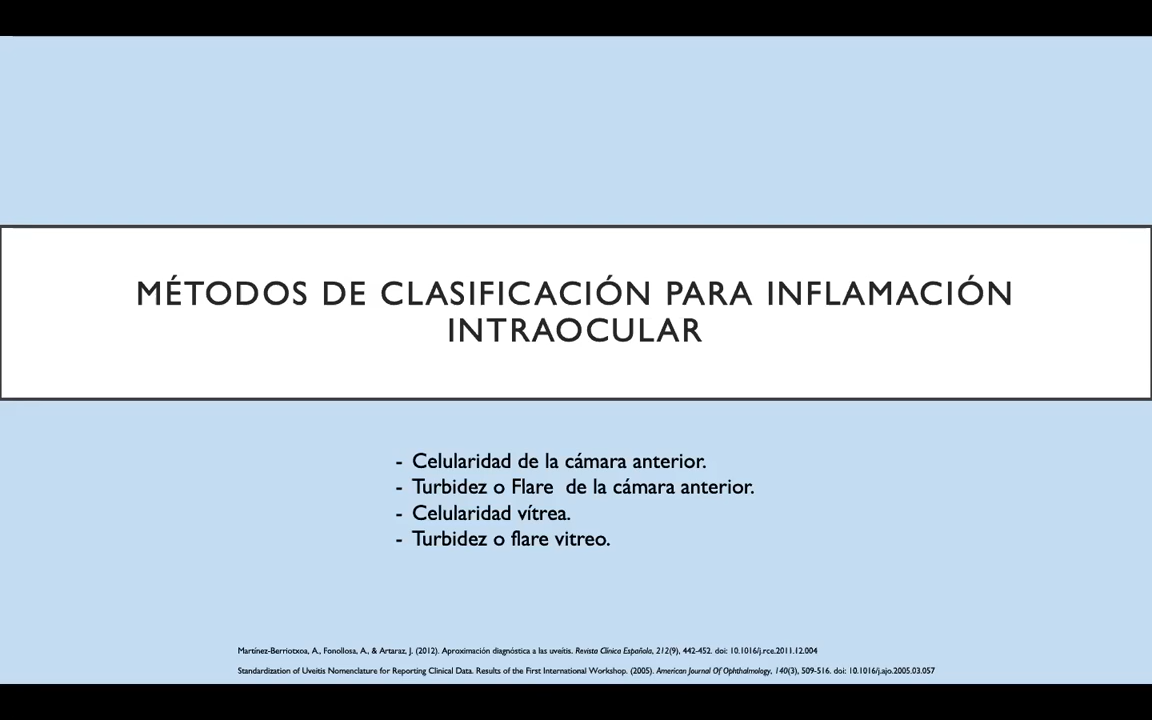 MÉTODOS DE CLASIFICACIÓN PARA INFLAMACIÓN
INTRAOCULAR
- Celularidad de la cámara anterior.
- Turbidez o Flare de la cámara anterior.
- Celularidad vítrea.
- Turbidez o flare vitreo.
Martínez-Berriotxoa, A., Fonollosa, A., & Artaraz, J. (2012). Aproximación diagnóstica a las uveítis. Revista Clínica Española, 212(9), 442-452. doi: 10.1016/j.rce.2011.12.004
Standardization of Uveitis Nomenclature for Reporting Clinical Data. Results of the First International Workshop. (2005). American Journal Of Ophthalmology, 140(3), 509-516. doi: 10.1016/j.ajo.2005.03.057